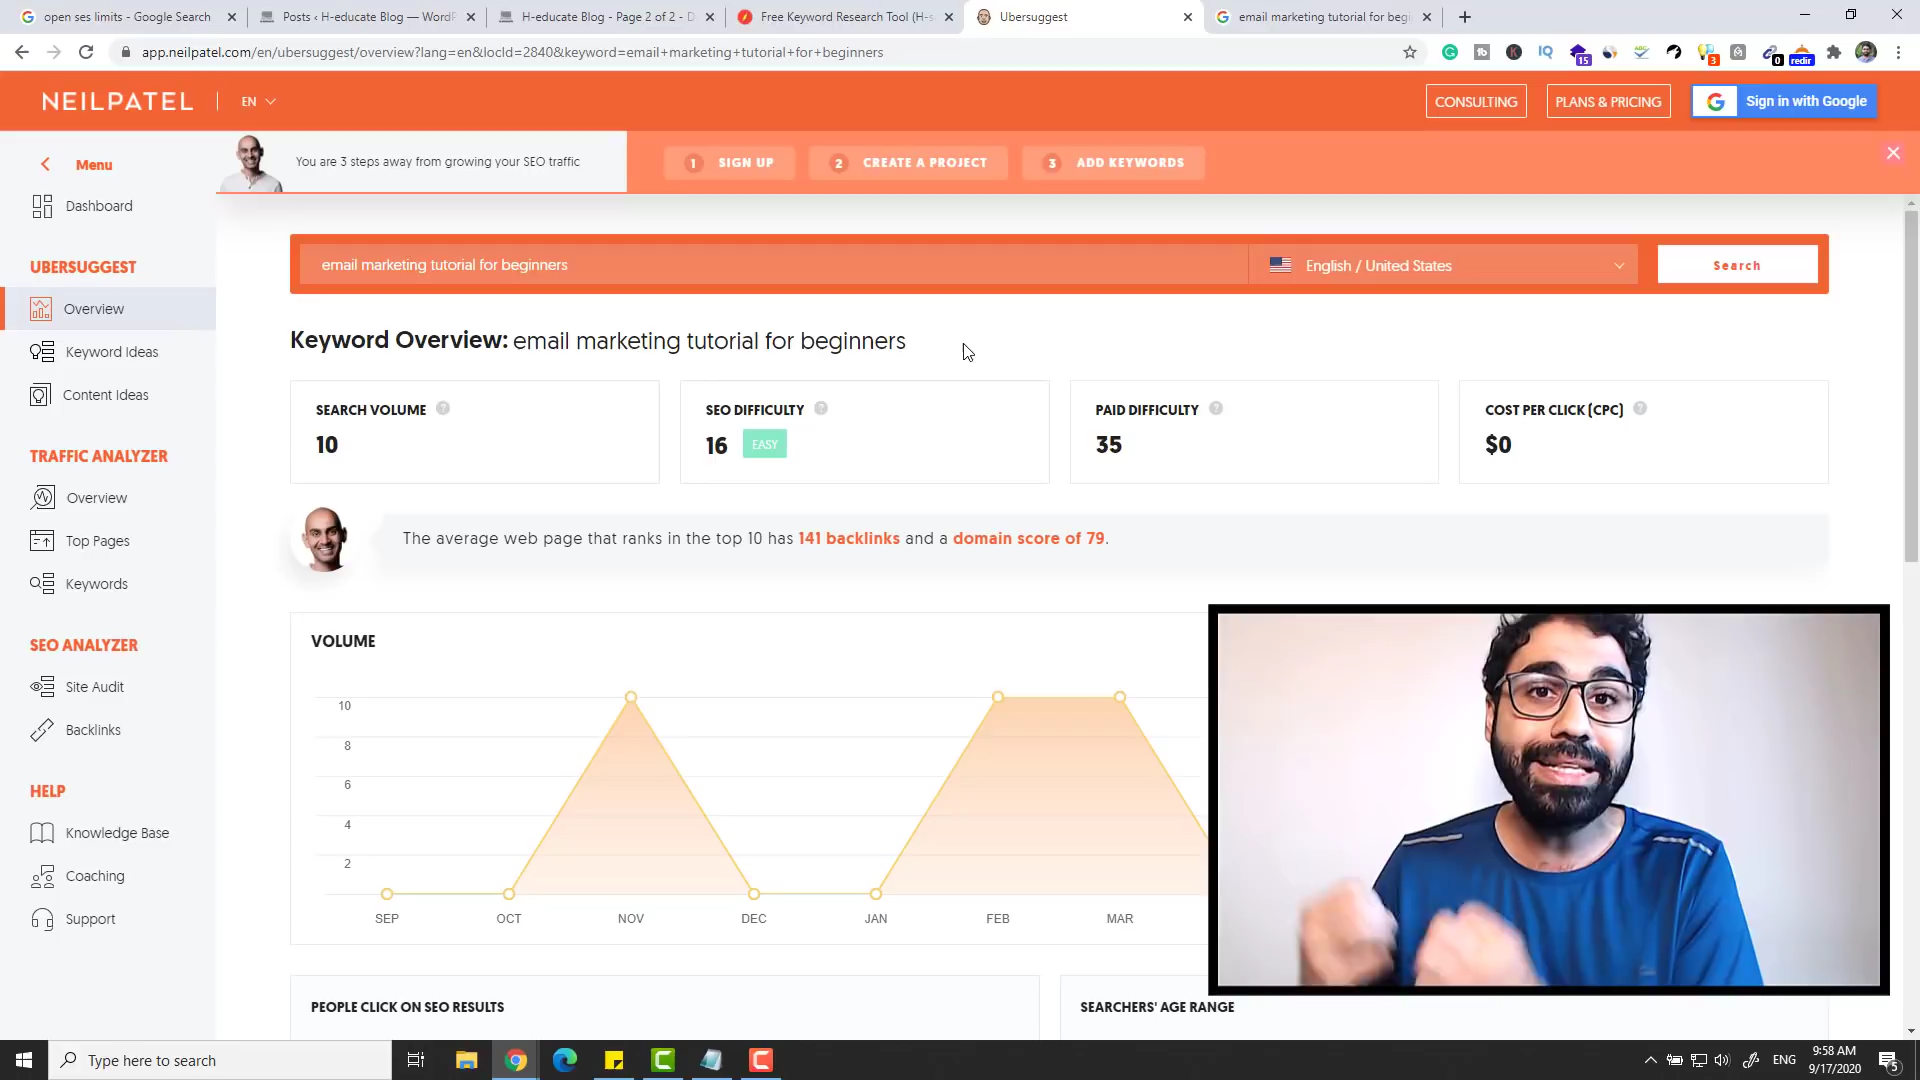 open ses limits - Google Search
Posts ‹ H-educate Blog — WordP
H-educate Blog - Page 2 of 2 - D
Free Keyword Research Tool (H-s
Ubersuggest
email marketing tutorial for begi
app.neilpatel.com/en/ubersuggest/overview?lang=en&locId=2840&keyword=email+marketing+tutorial+for+beginners
15
3
0
redir
NEILPATEL
EN
CONSULTING
PLANS & PRICING
Sign in with Google
Menu
You are 3 steps away from growing your SEO traffic
1 SIGN UP
2 CREATE A PROJECT
3 ADD KEYWORDS
Dashboard
UBERSUGGEST
Overview
Keyword Ideas
Content Ideas
TRAFFIC ANALYZER
Overview
Top Pages
Keywords
SEO ANALYZER
Site Audit
Backlinks
HELP
Knowledge Base
Coaching
Support
email marketing tutorial for beginners
English / United States
Search
Keyword Overview: email marketing tutorial for beginners
SEARCH VOLUME
10
SEO DIFFICULTY
16 EASY
PAID DIFFICULTY
35
COST PER CLICK (CPC)
$0
The average web page that ranks in the top 10 has 141 backlinks and a domain score of 79.
VOLUME
10
8
6
4
2
SEP OCT NOV DEC JAN FEB MAR
PEOPLE CLICK ON SEO RESULTS
SEARCHERS' AGE RANGE
Type here to search
ENG
9:58 AM
9/17/2020
5